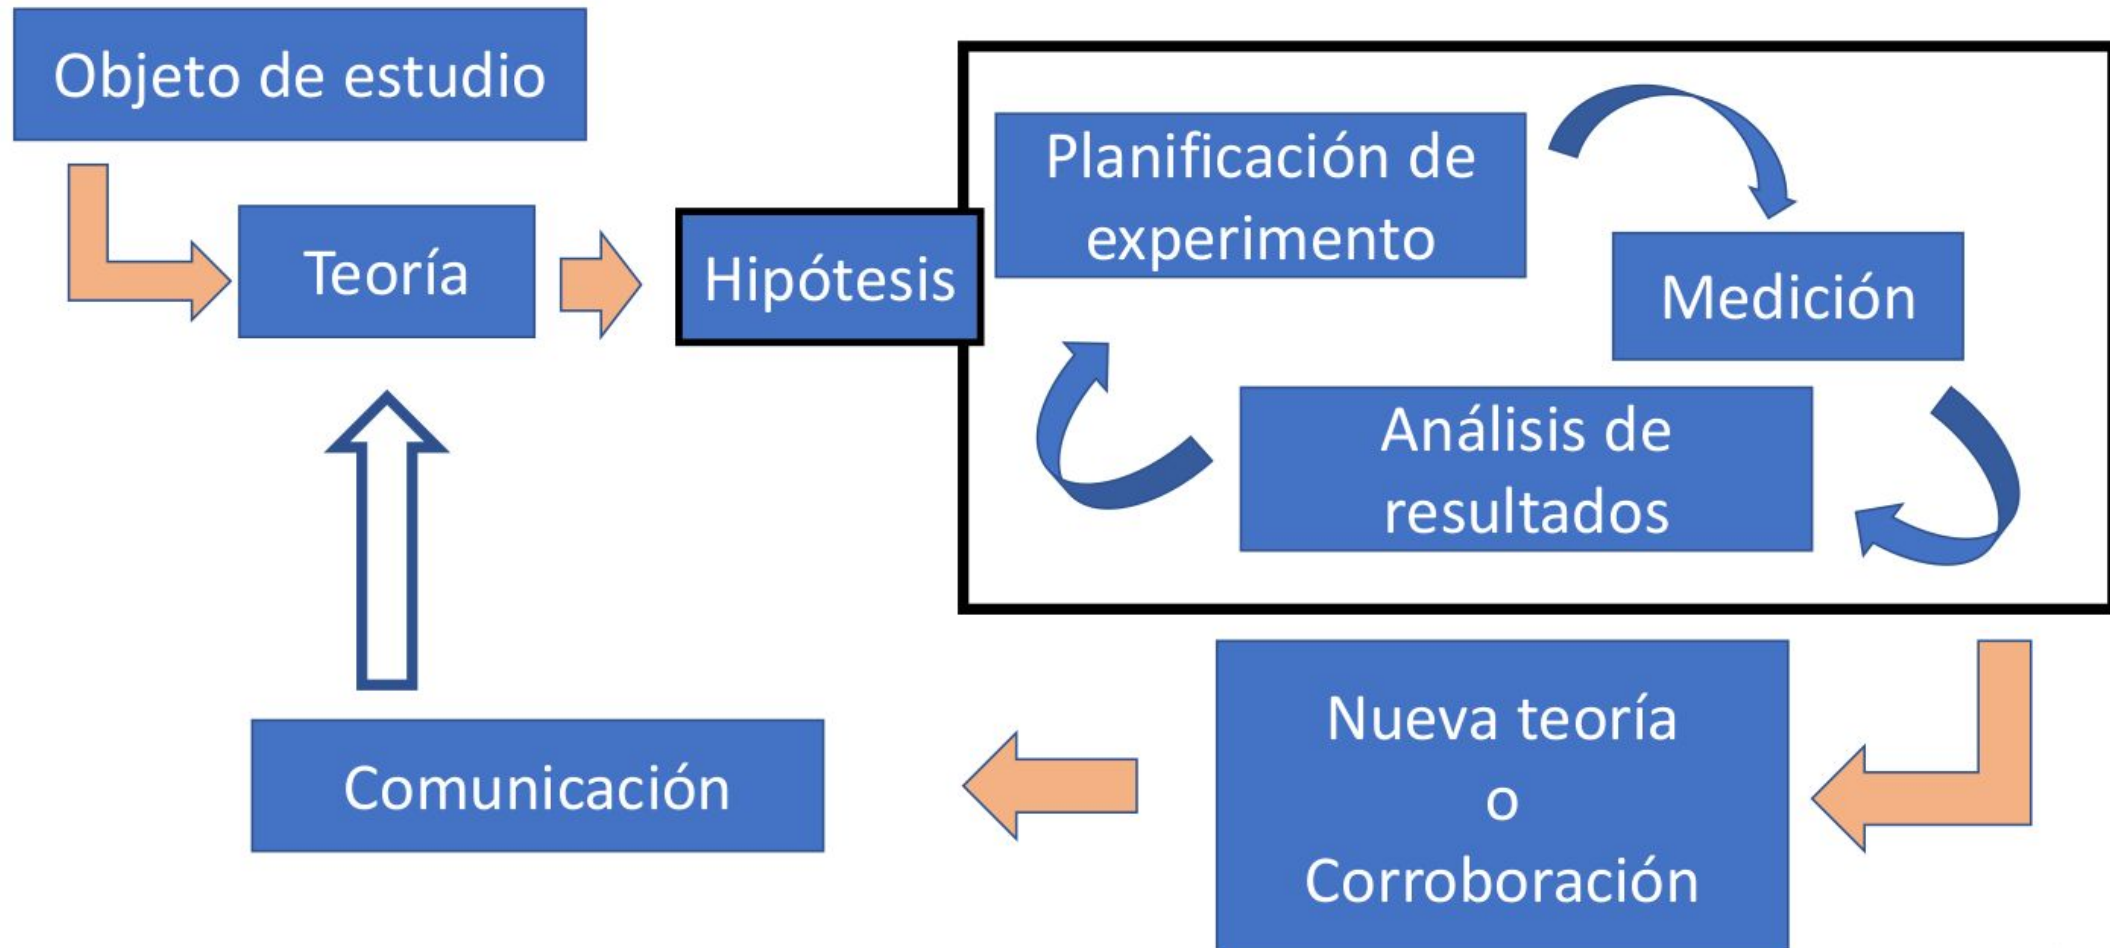 Objeto de estudio
Teoría
Hipótesis
Planificación de
experimento
Medición
Análisis de
resultados
Nueva teoría
o
Corroboración
Comunicación